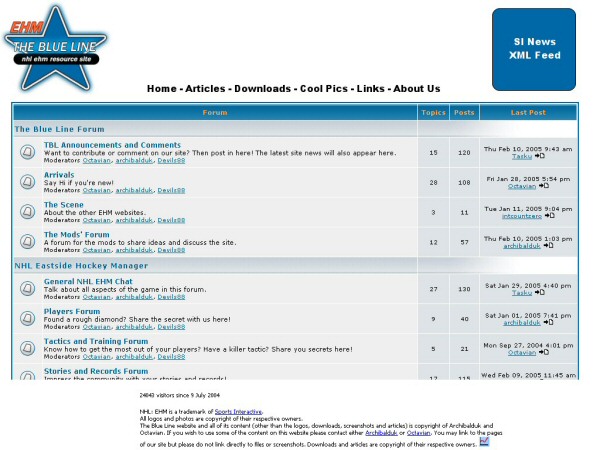 EHM
THE BLUE LINE
nhl ehm resource site
SI News
XML Feed
Home - Articles - Downloads - Cool Pics - Links - About Us
Forum Topics Posts Last Post
The Blue Line Forum
TBL Announcements and Comments
Want to contribute or comment on our site? Then post in here! The latest site news will also appear here.
Moderators Octavian, archibalduk, Devils88
15 120 Thu Feb 10, 2005 9:43 am
Tasku
Arrivals
Say Hi if you're new!
Moderators Octavian, archibalduk, Devils88
28 108 Fri Jan 28, 2005 5:54 pm
Octavian
The Scene
About the other EHM websites.
Moderators Octavian, archibalduk, Devils88
3 11 Tue Jan 11, 2005 9:04 pm
intcountzero
The Mods' Forum
A forum for the mods to share ideas and discuss the site.
Moderators Octavian, archibalduk, Devils88
12 57 Thu Feb 10, 2005 1:03 pm
archibalduk
NHL Eastside Hockey Manager
General NHL EHM Chat
Talk about all aspects of the game in this forum.
Moderators Octavian, archibalduk, Devils88
27 130 Sat Jan 29, 2005 4:40 pm
Tasku
Players Forum
Found a rough diamond? Share the secret with us here!
Moderators Octavian, archibalduk, Devils88
9 40 Sat Jan 01, 2005 7:41 pm
archibalduk
Tactics and Training Forum
Know how to get the most out of your players? Have a killer tactic? Share you secrets here!
Moderators Octavian, archibalduk, Devils88
5 21 Mon Sep 27, 2004 4:01 pm
Octavian
Stories and Records Forum
Impress the community with your stories and records!
17 115 Wed Feb 09, 2005 11:45 am
24043 visitors since 9 July 2004
NHL: EHM is a trademark of Sports Interactive.
All logos and photos are copyright of their respective owners.
The Blue Line website and all of its content (other than the logos, downloads, screenshots and articles) is copyright of Archibalduk and
Octavian. If you wish to use some of the content on this website please contact either Archibalduk or Octavian. You may link to the pages
of our site but please do not link directly to files or screenshots. Downloads and articles are copyright of their respective owners.